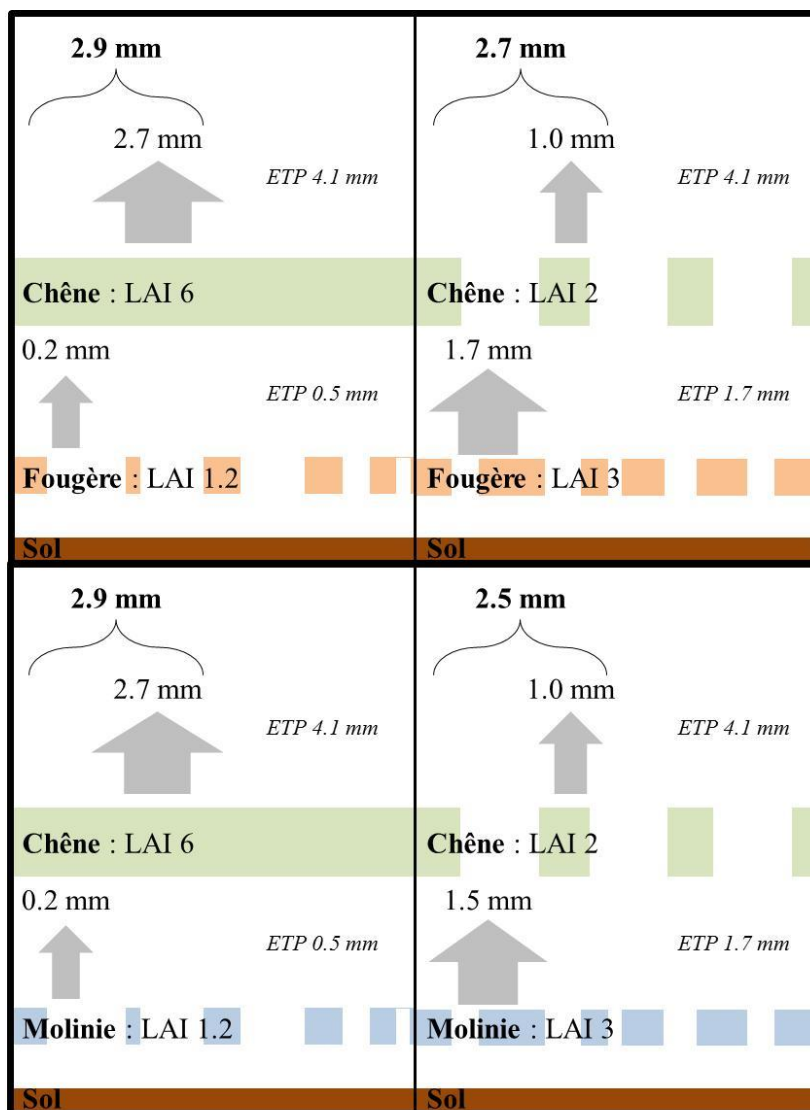 2.9 mm
2.7 mm
ETP 4.1 mm
Chêne : LAI 6
0.2 mm
ETP 0.5 mm
Fougère : LAI 1.2
Sol
2.7 mm
1.0 mm
ETP 4.1 mm
Chêne : LAI 2
1.7 mm
ETP 1.7 mm
Fougère : LAI 3
Sol
2.9 mm
2.7 mm
ETP 4.1 mm
Chêne : LAI 6
0.2 mm
ETP 0.5 mm
Molinie : LAI 1.2
Sol
2.5 mm
1.0 mm
ETP 4.1 mm
Chêne : LAI 2
1.5 mm
ETP 1.7 mm
Molinie : LAI 3
Sol